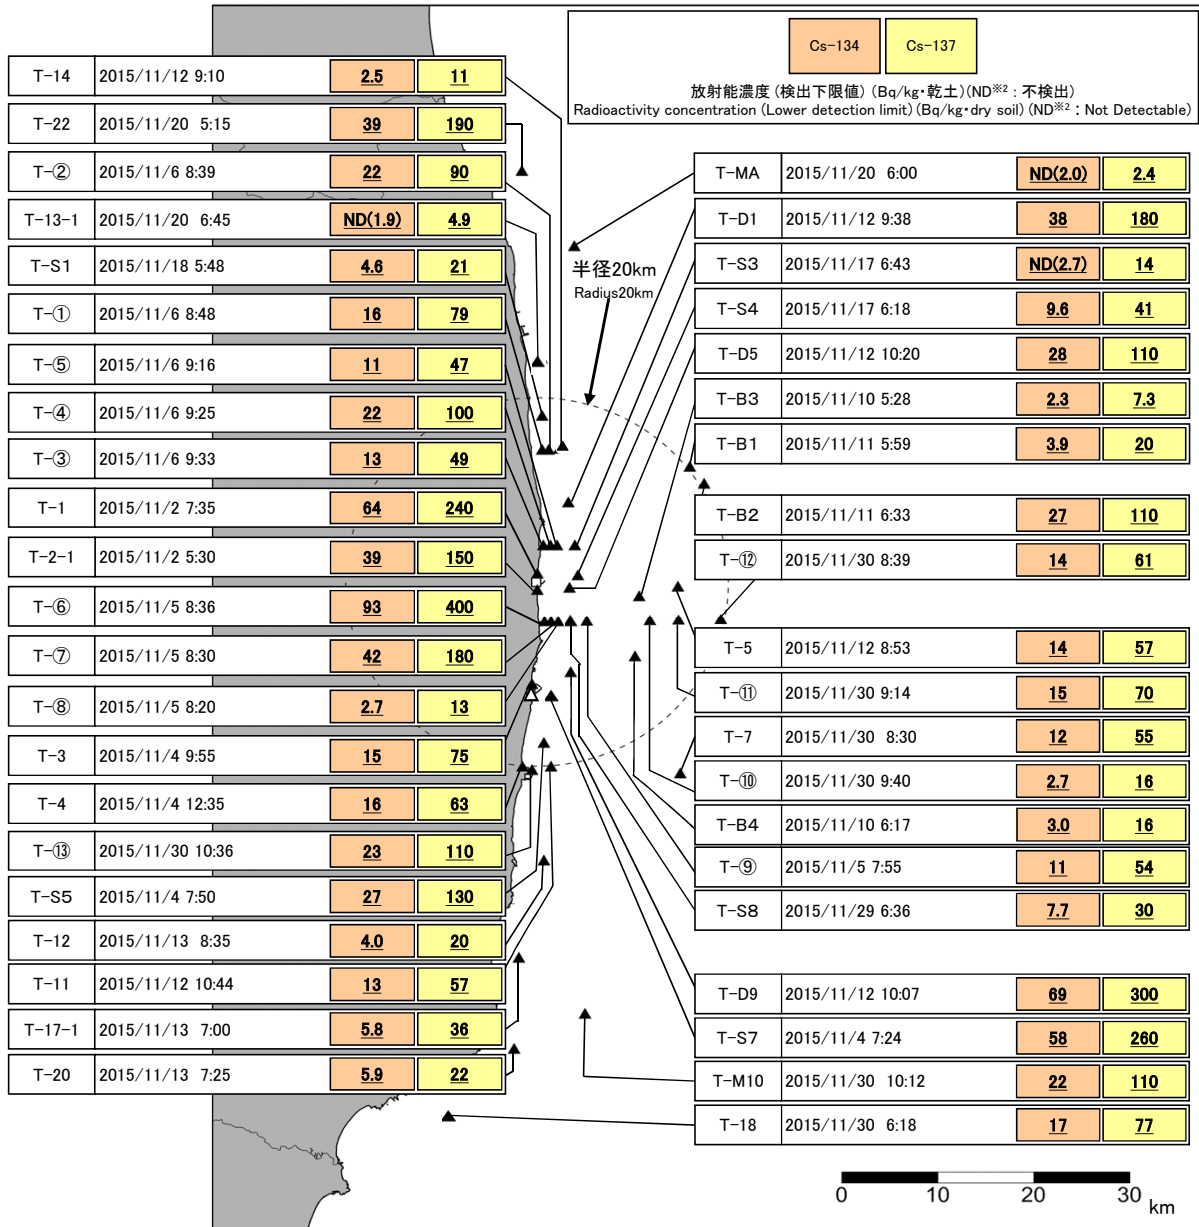 Cs-134 Cs-137
放射能濃度 (検出下限値) (Bq/kg・乾土) (ND※2 : 不検出)
Radioactivity concentration (Lower detection limit) (Bq/kg・dry soil) (ND※2 : Not Detectable)
T-14 2015/11/12 9:10 2.5 11
T-22 2015/11/20 5:15 39 190
T-② 2015/11/6 8:39 22 90
T-13-1 2015/11/20 6:45 ND(1.9) 4.9
T-S1 2015/11/18 5:48 4.6 21
T-① 2015/11/6 8:48 16 79
T-⑤ 2015/11/6 9:16 11 47
T-④ 2015/11/6 9:25 22 100
T-③ 2015/11/6 9:33 13 49
T-1 2015/11/2 7:35 64 240
T-2-1 2015/11/2 5:30 39 150
T-⑥ 2015/11/5 8:36 93 400
T-⑦ 2015/11/5 8:30 42 180
T-⑧ 2015/11/5 8:20 2.7 13
T-3 2015/11/4 9:55 15 75
T-4 2015/11/4 12:35 16 63
T-⑬ 2015/11/30 10:36 23 110
T-S5 2015/11/4 7:50 27 130
T-12 2015/11/13 8:35 4.0 20
T-11 2015/11/12 10:44 13 57
T-17-1 2015/11/13 7:00 5.8 36
T-20 2015/11/13 7:25 5.9 22
半径20km
Radius20km
T-MA 2015/11/20 6:00 ND(2.0) 2.4
T-D1 2015/11/12 9:38 38 180
T-S3 2015/11/17 6:43 ND(2.7) 14
T-S4 2015/11/17 6:18 9.6 41
T-D5 2015/11/12 10:20 28 110
T-B3 2015/11/10 5:28 2.3 7.3
T-B1 2015/11/11 5:59 3.9 20
T-B2 2015/11/11 6:33 27 110
T-⑫ 2015/11/30 8:39 14 61
T-5 2015/11/12 8:53 14 57
T-⑪ 2015/11/30 9:14 15 70
T-7 2015/11/30 8:30 12 55
T-⑩ 2015/11/30 9:40 2.7 16
T-B4 2015/11/10 6:17 3.0 16
T-⑨ 2015/11/5 7:55 11 54
T-S8 2015/11/29 6:36 7.7 30
T-D9 2015/11/12 10:07 69 300
T-S7 2015/11/4 7:24 58 260
T-M10 2015/11/30 10:12 22 110
T-18 2015/11/30 6:18 17 77
0 10 20 30 km